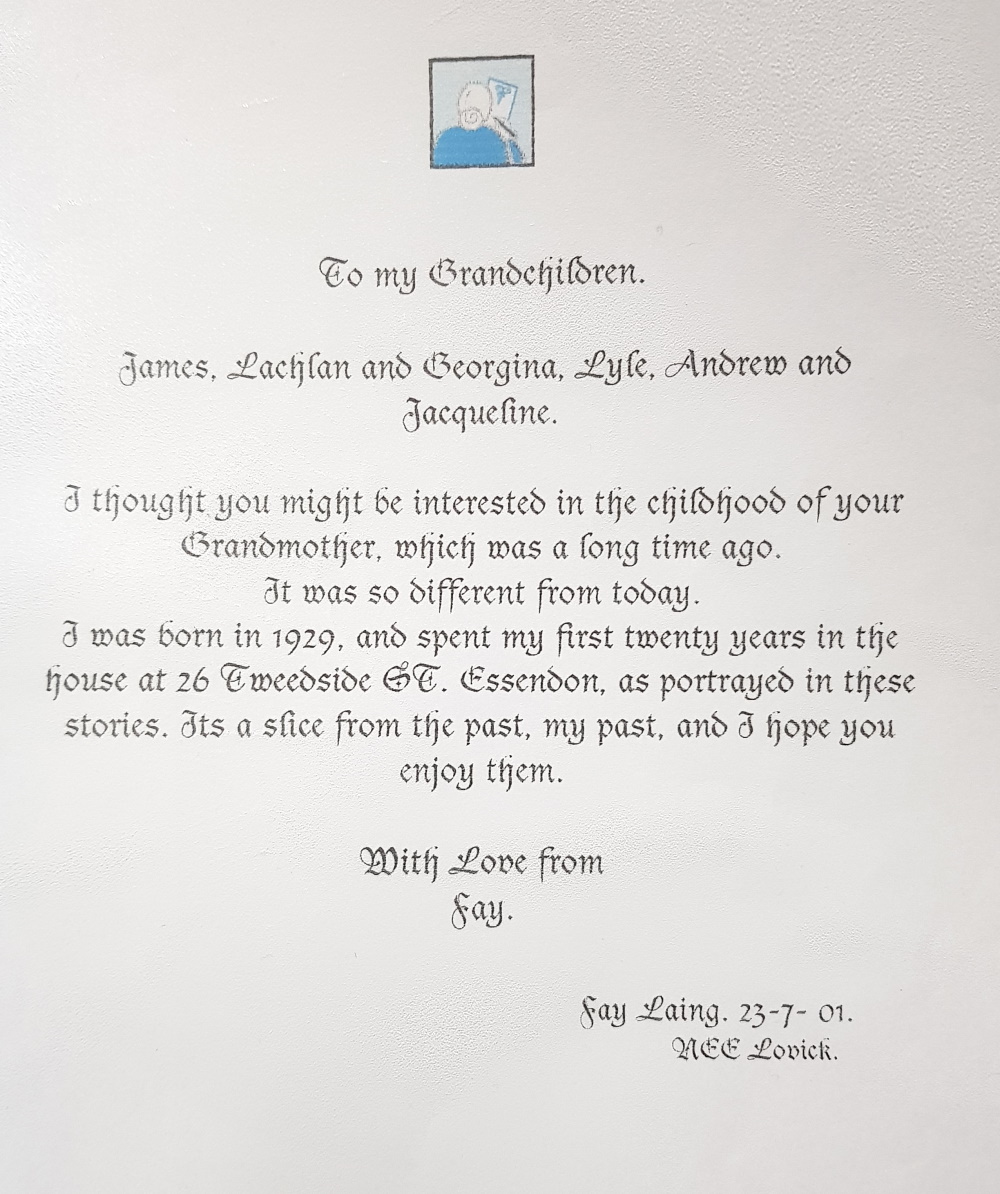 To my Grandchildren.
James, Lachlan and Georgina, Lyle, Andrew and
Jacqueline.
I thought you might be interested in the childhood of your
Grandmother, which was a long time ago.
It was so different from today.
I was born in 1929, and spent my first twenty years in the
house at 26 Tweedside ST. Essendon, as portrayed in these
stories. Its a slice from the past, my past, and I hope you
enjoy them.
With Love from
Fay.
Fay Laing. 23-7- 01.
NEE Lovick.